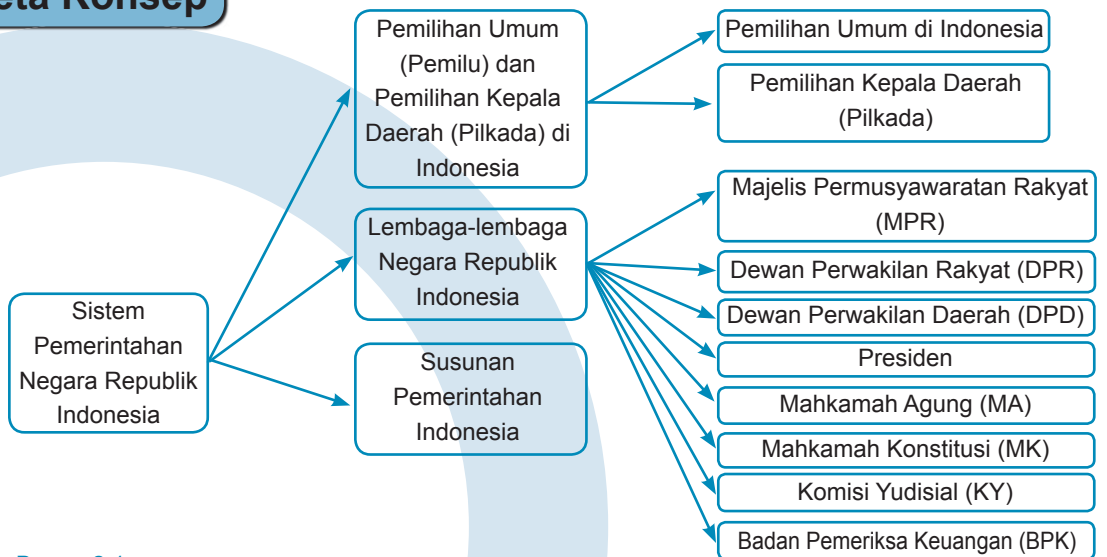 Konsep
Sistem
Pemerintahan
Negara Republik
Indonesia
Pemilihan Umum
(Pemilu) dan
Pemilihan Kepala
Daerah (Pilkada) di
Indonesia
Lembaga-lembaga
Negara Republik
Indonesia
Susunan
Pemerintahan
Indonesia
Pemilihan Umum di Indonesia
Pemilihan Kepala Daerah
(Pilkada)
Majelis Permusyawaratan Rakyat
(MPR)
Dewan Perwakilan Rakyat (DPR)
Dewan Perwakilan Daerah (DPD)
Presiden
Mahkamah Agung (MA)
Mahkamah Konstitusi (MK)
Komisi Yudisial (KY)
Badan Pemeriksa Keuangan (BPK)